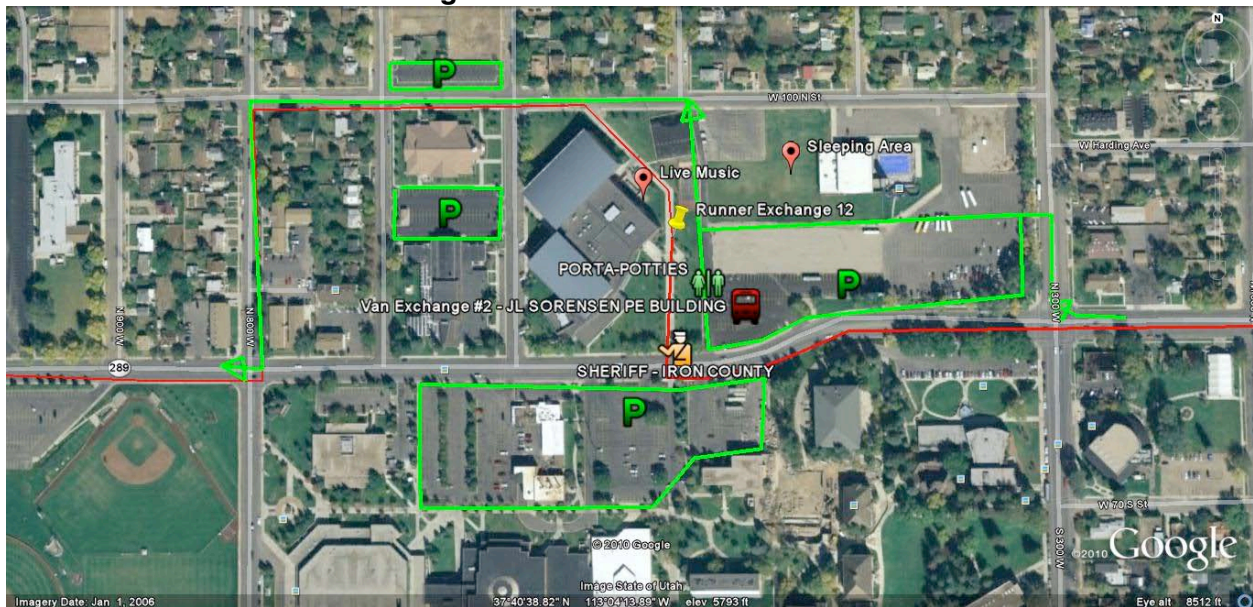 g
N
P
W 100 N St
Sleeping Area
W Harding Ave
Live Music
P
Runner Exchange 12
PORTA-POTTIES
P
Van Exchange #2 - JL SORENSEN PE BUILDING
N 900 W
N 800 W
N 300 W
289
SHERIFF - IRON COUNTY
P
W 70 S St
S 300 W
© 2010 Google
©2010 Google
Image State of Utah
Imagery Date: Jan 1, 2006
37°40'38.82" N 113°04'13.89" W elev 5793 ft
Eye alt 8512 ft